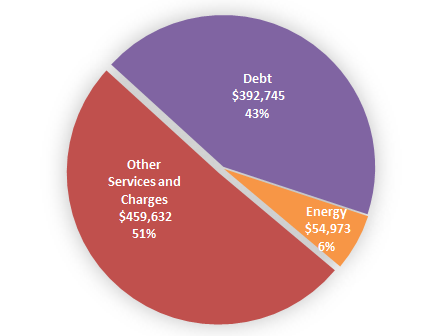 Debt
$392,745
43%
Other
Services and
Charges
$459,632
51%
Energy
$54,973
6%